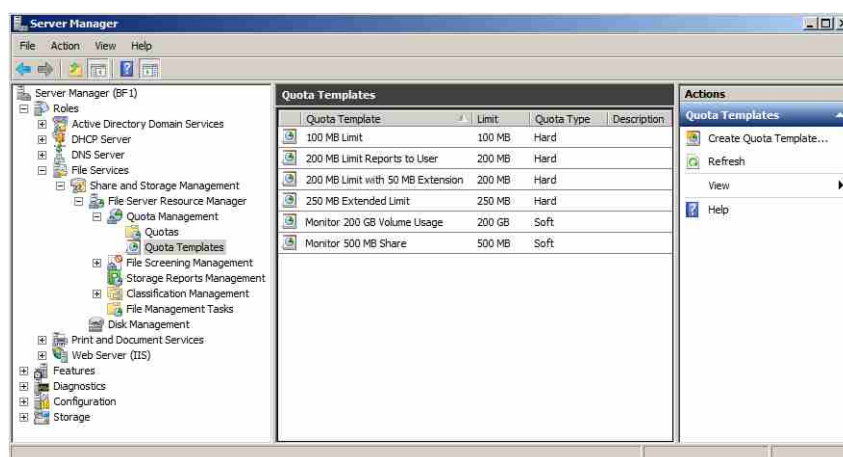 Server Manager
File Action View Help
Server Manager (BF1)
Roles
Active Directory Domain Services
DHCP Server
DNS Server
File Services
Share and Storage Management
File Server Resource Manager
Quota Management
Quotas
Quota Templates
File Screening Management
Storage Reports Management
Classification Management
File Management Tasks
Disk Management
Print and Document Services
Web Server (IIS)
Features
Diagnostics
Configuration
Storage
Quota Templates
Quota Template Limit Quota Type Description
100 MB Limit 100 MB Hard
200 MB Limit Reports to User 200 MB Hard
200 MB Limit with 50 MB Extension 200 MB Hard
250 MB Extended Limit 250 MB Hard
Monitor 200 GB Volume Usage 200 GB Soft
Monitor 500 MB Share 500 MB Soft
Actions
Quota Templates
Create Quota Template...
Refresh
View
Help